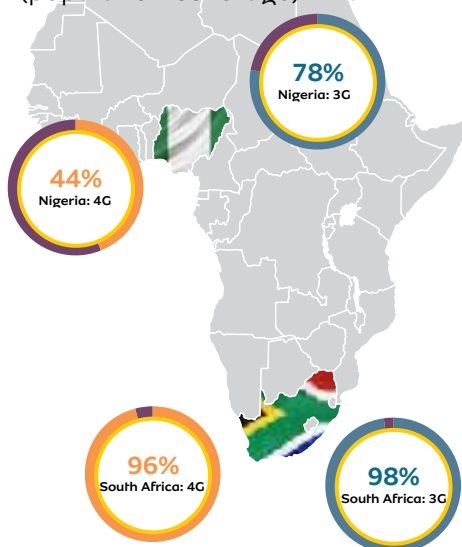 78%
Nigeria: 3G
44%
Nigeria: 4G
96%
South Africa: 4G
98%
South Africa: 3G